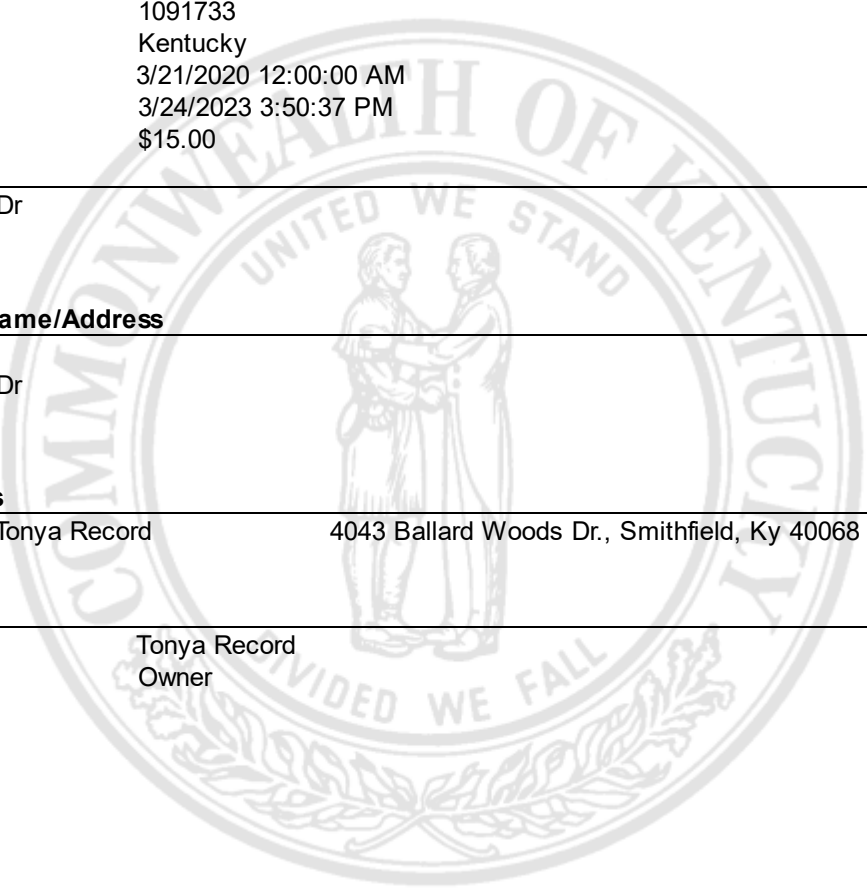 1091733
Kentucky
3/21/2020 12:00:00 AM
3/24/2023 3:50:37 PM
$15.00
Dr
ame/Address
Dr
s
Tonya Record 4043 Ballard Woods Dr., Smithfield, Ky 40068
Tonya Record
Owner
COMMONWEALTH OF KENTUCKY
UNITED WE STAND
DIVIDED WE FALL